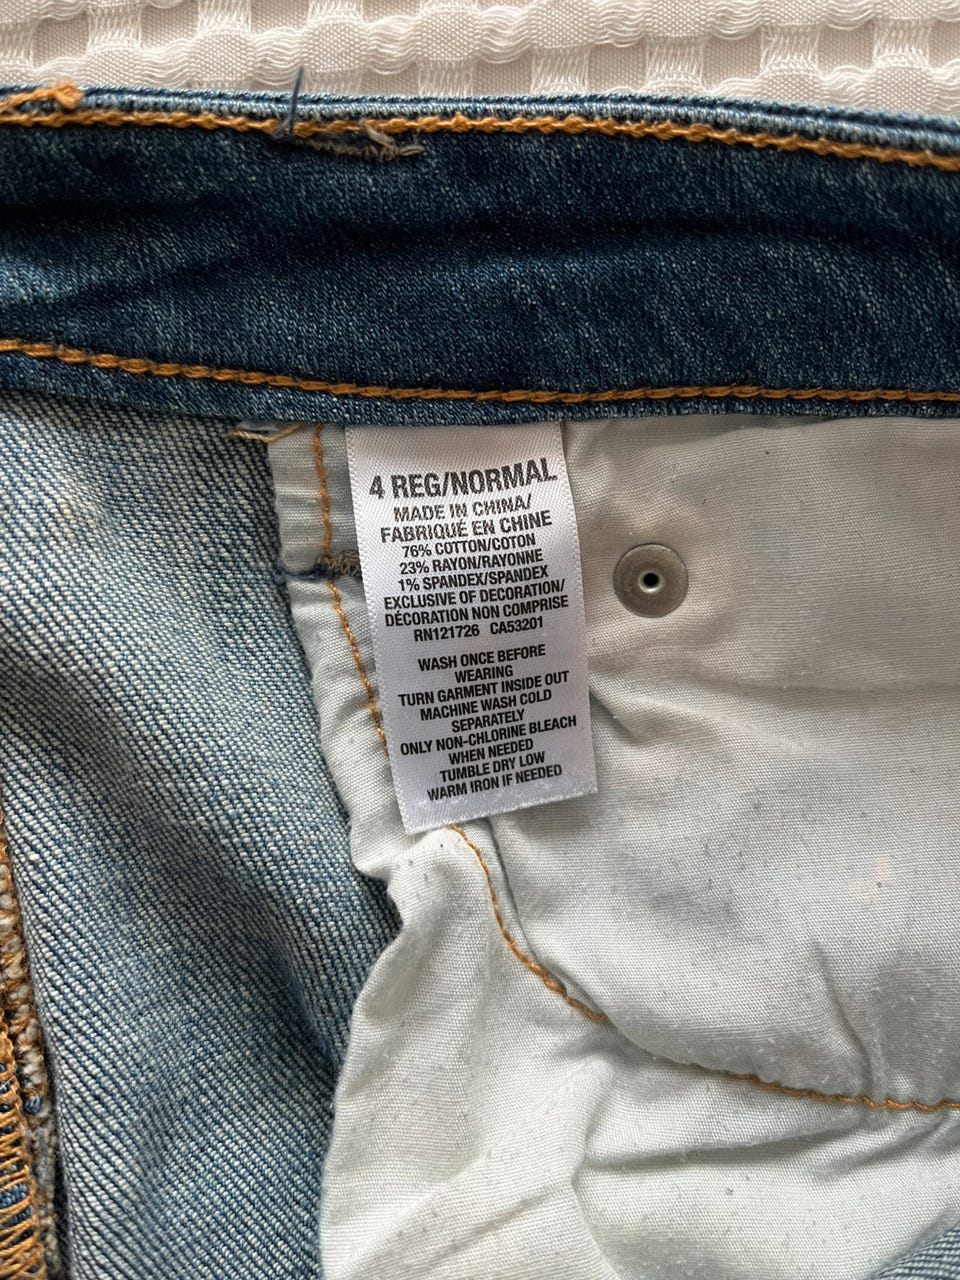 4 REG/NORMAL
MADE IN CHINA/
FABRIQUÉ EN CHINE
76% COTTON/COTON
23% RAYON/RAYONNE
1% SPANDEX/SPANDEX
EXCLUSIVE OF DECORATION/
DÉCORATION NON COMPRISE
RN121726 CA53201
WASH ONCE BEFORE
WEARING
TURN GARMENT INSIDE OUT
MACHINE WASH COLD
SEPARATELY
ONLY NON-CHLORINE BLEACH
WHEN NEEDED
TUMBLE DRY LOW
WARM IRON IF NEEDED